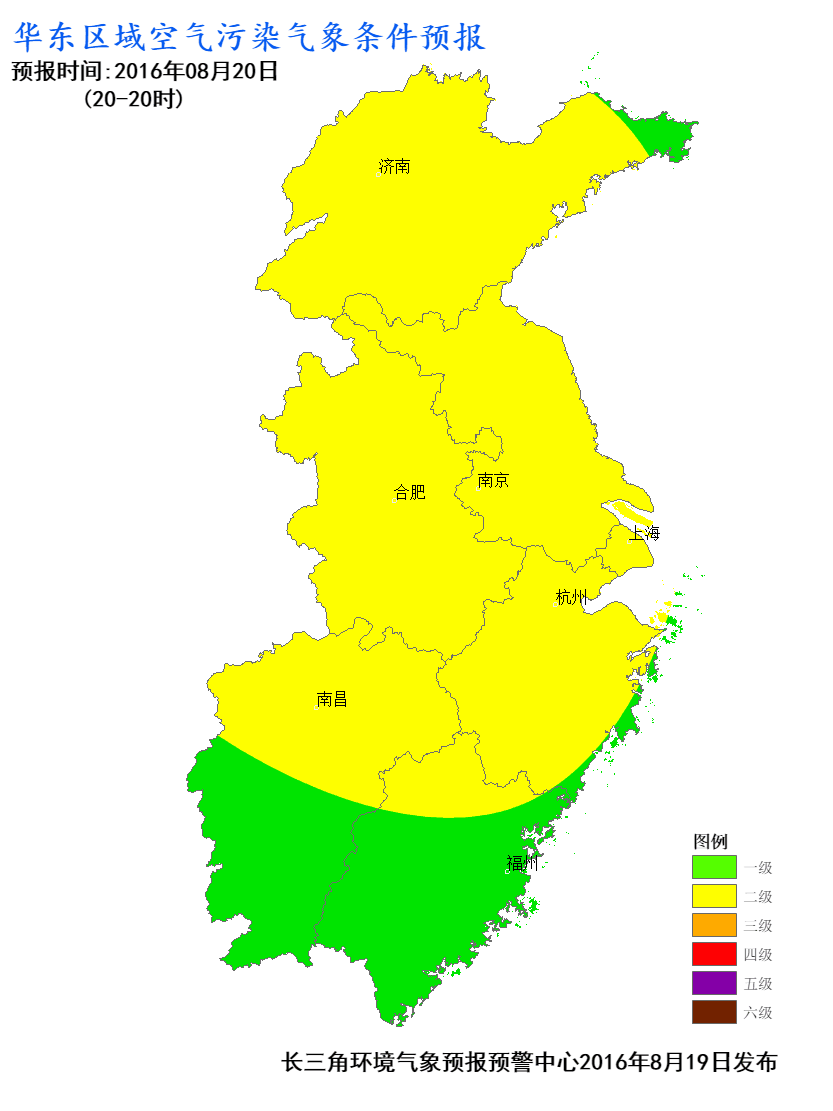 华东区域空气污染气象条件预报
预报时间:2016年08月20日
(20-20时)
济南
合肥
南京
上海
杭州
南昌
福州
图例
一级
二级
三级
四级
五级
六级
长三角环境气象预报预警中心2016年8月19日发布